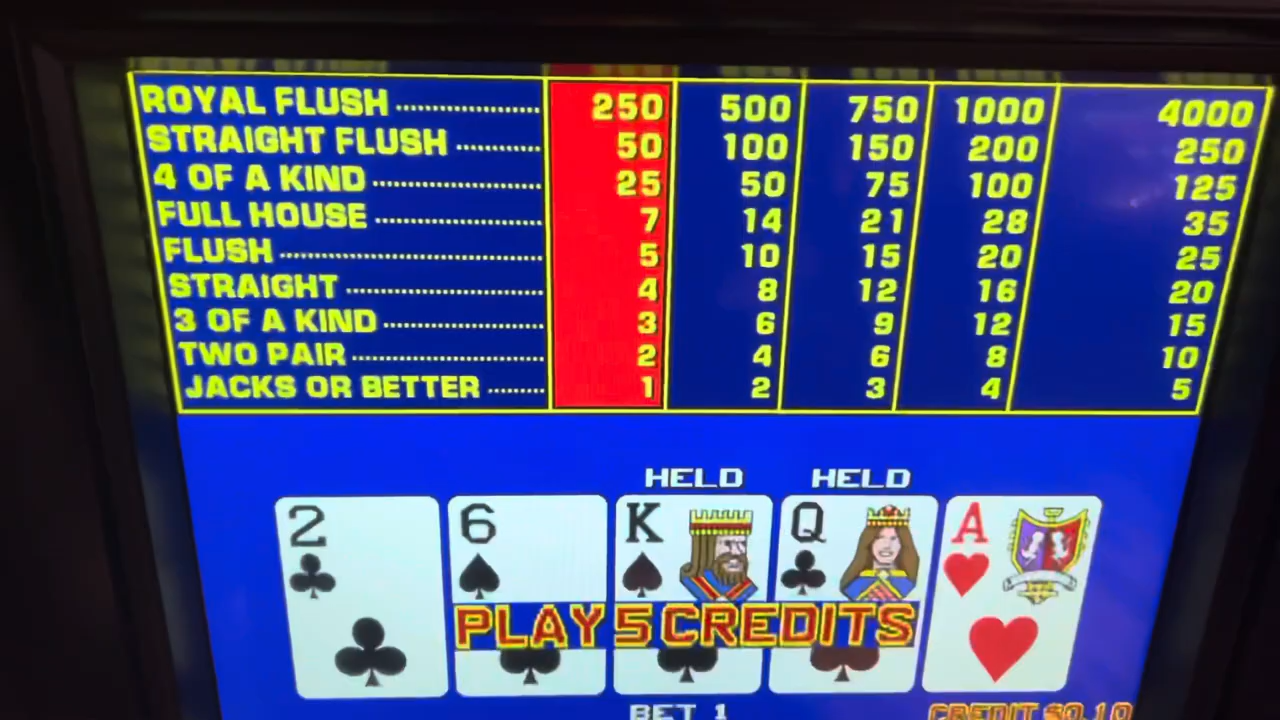 ROYAL FLUSH 250 500 750 1000 4000
STRAIGHT FLUSH 50 100 150 200 250
4 OF A KIND 25 50 75 100 125
FULL HOUSE 7 14 21 28 35
FLUSH 5 10 15 20 25
STRAIGHT 4 8 12 16 20
3 OF A KIND 3 6 9 12 15
TWO PAIR 2 4 6 8 10
JACKS OR BETTER 1 2 3 4 5
HELD HELD
2 6 K Q A
PLAY 5 CREDITS
BET 1 CREDIT $0.10